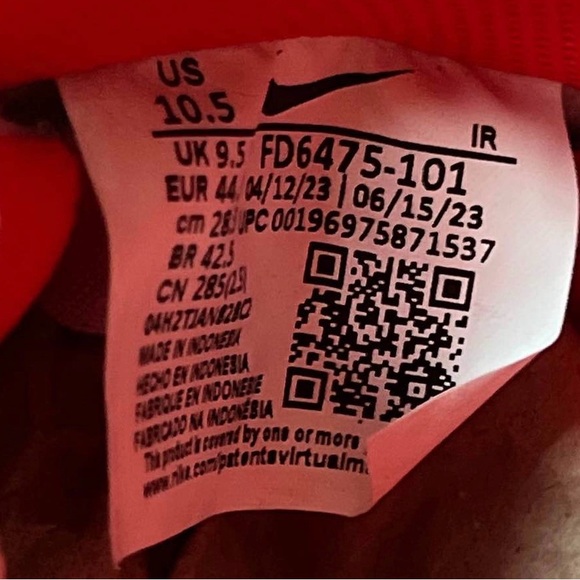 US
10.5
IR
UK 9.5 FD6475-101
EUR 44 04/12/23 | 06/15/23
cm 28 UPC 00196975871537
BR 42.5
CN 285(2.5)
MADE IN INDONESIA
HECHO EN INDONESIA
FABRIQUE EN INDONESIE
FABRICADO NA INDONÉSIA
This product is covered by one or more
www.nike.com/patentsvirtualm